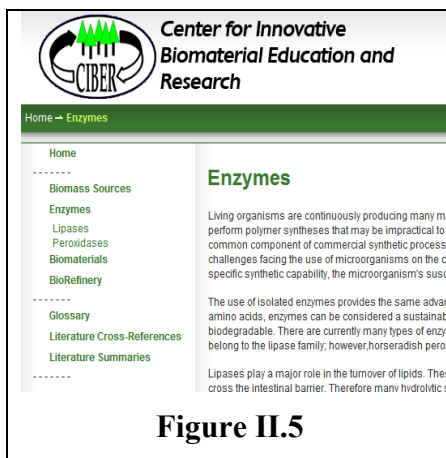 Center for Innovative
Biomaterial Education and
Research
CIBER
Home → Enzymes
Home
- - - - - - -
Biomass Sources
Enzymes
Lipases
Peroxidases
Biomaterials
BioRefinery
- - - - - - -
Glossary
Literature Cross-References
Literature Summaries
- - - - - - -
Enzymes
Living organisms are continuously producing many m
perform polymer syntheses that may be impractical to
common component of commercial synthetic process
challenges facing the use of microorganisms on the c
specific synthetic capability, the microorganism's susc
The use of isolated enzymes provides the same advan
amino acids, enzymes can be considered a sustainab
biodegradable. There are currently many types of enzy
belong to the lipase family; however,horseradish pero
Lipases play a major role in the turnover of lipids. Thes
cross the intestinal barrier. Therefore many hydrolytic s
Figure II.5